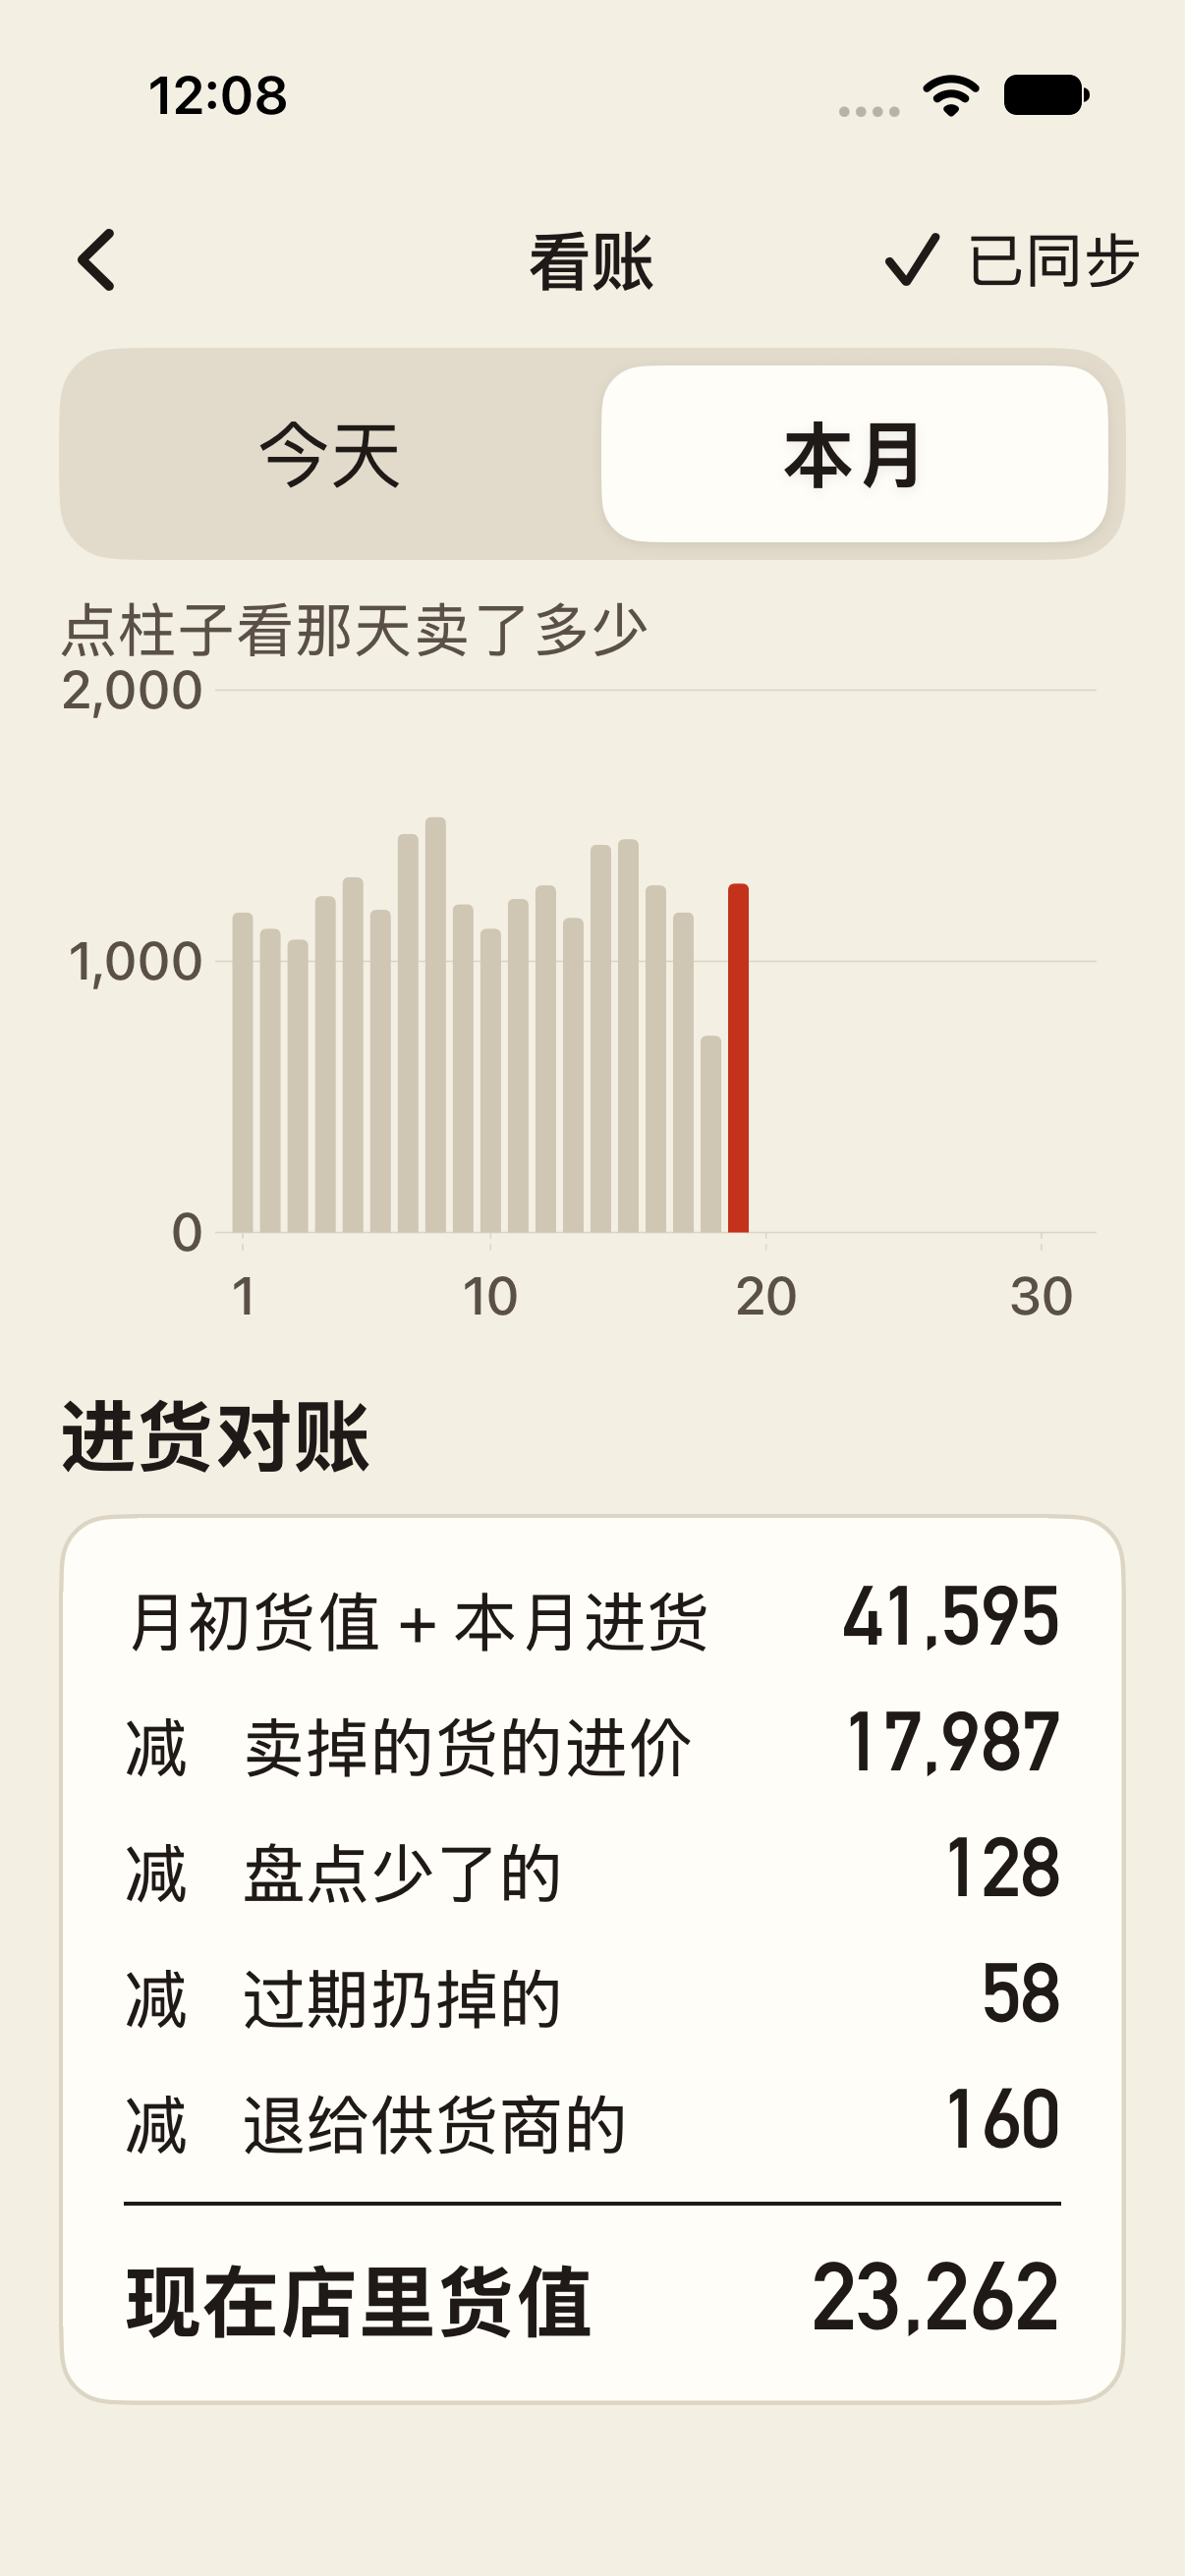 12:08
看账
已同步
今天
本月
点柱子看那天卖了多少
2,000
1,000
0
1 10 20 30
进货对账
月初货值 + 本月进货 41,595
减 卖掉的货的进价 17,987
减 盘点少了的 128
减 过期扔掉的 58
减 退给供货商的 160
现在店里货值 23,262